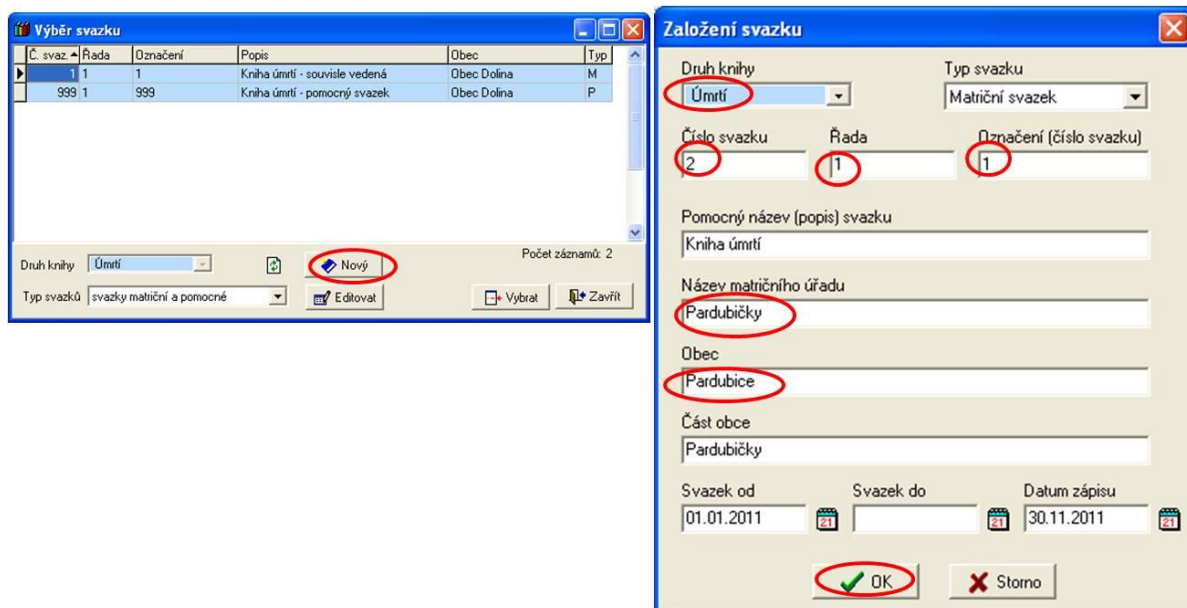 Výběr svazku
Č. svaz. Řada Označení Popis Obec Typ
1 1 1 Kniha úmrtí - souvisle vedená Obec Dolina M
999 1 999 Kniha úmrtí - pomocný svazek Obec Dolina P
Počet záznamů: 2
Druh knihy Úmrtí Nový
Typ svazků svazky matriční a pomocné Editovat Vybrat Zavřít
Založení svazku
Druh knihy Typ svazku
Úmrtí Matriční svazek
Číslo svazku Řada Označení (číslo svazku)
2 1 1
Pomocný název (popis) svazku
Kniha úmrtí
Název matričního úřadu
Pardubičky
Obec
Pardubice
Část obce
Pardubičky
Svazek od Svazek do Datum zápisu
01.01.2011 21 21 30.11.2011 21
OK Storno